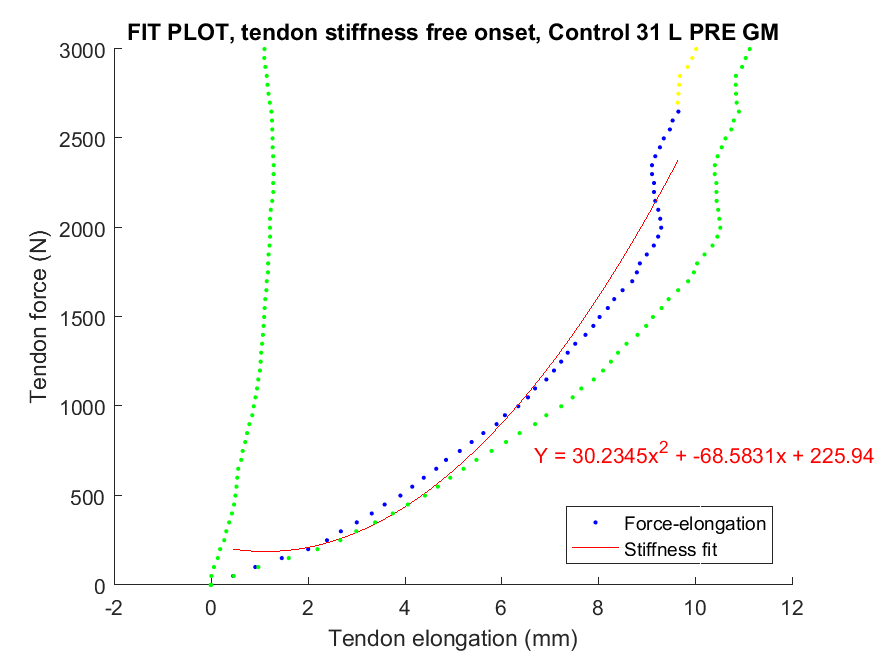 FIT PLOT, tendon stiffness free onset, Control 31 L PRE GM
3000
2500
2000
1500
1000
500
0
Tendon force (N)
Y = 30.2345x² + -68.5831x + 225.94
Force-elongation
Stiffness fit
-2 0 2 4 6 8 10 12
Tendon elongation (mm)